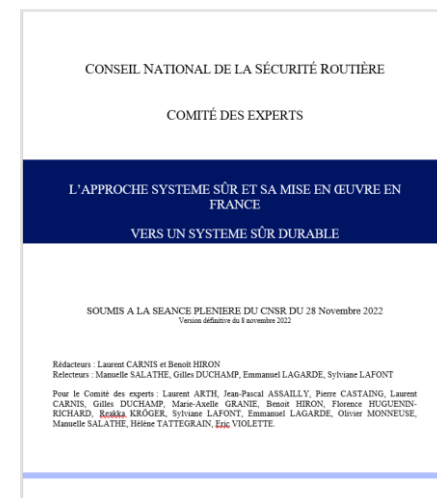 CONSEIL NATIONAL DE LA SÉCURITÉ ROUTIÈRE
COMITÉ DES EXPERTS
L'APPROCHE SYSTEME SÛR ET SA MISE EN ŒUVRE EN
FRANCE
VERS UN SYSTEME SÛR DURABLE
SOUMIS A LA SEANCE PLENIERE DU CNSR DU 28 Novembre 2022
Version définitive du 8 novembre 2022
Rédacteurs : Laurent CARNIS et Benoît HIRON
Relecteurs : Manuelle SALATHE, Gilles DUCHAMP, Emmanuel LAGARDE, Sylviane LAFONT
Pour le Comité des experts : Laurent ARTH, Jean-Pascal ASSAILLY, Pierre CASTAING, Laurent
CARNIS, Gilles DUCHAMP, Marie-Axelle GRANIE, Benoit HIRON, Florence HUGUENIN-
RICHARD, Reakka KRÖGER, Sylviane LAFONT, Emmanuel LAGARDE, Olivier MONNEUSE,
Manuelle SALATHE, Hélène TATTEGRAIN, Eric VIOLETTE.